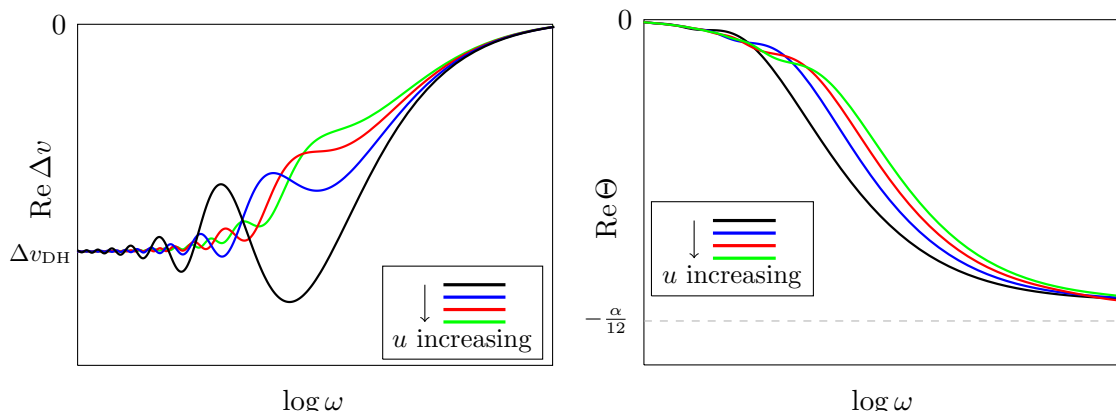 0
Re Δv
Δv_DH
u increasing
log ω
0
Re Θ
u increasing
−α/12
log ω